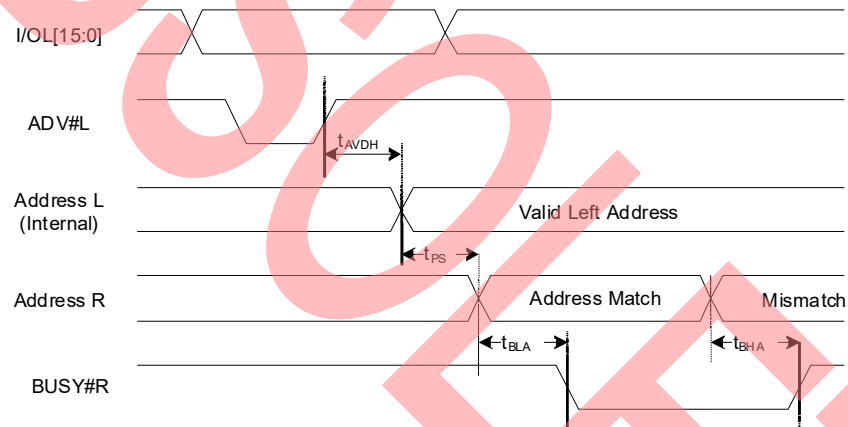 I/OL[15:0]
ADV#L
tAVDH
Address L
(Internal)
Valid Left Address
tPS
Address R
Address Match
Mismatch
tBLA
tBHA
BUSY#R